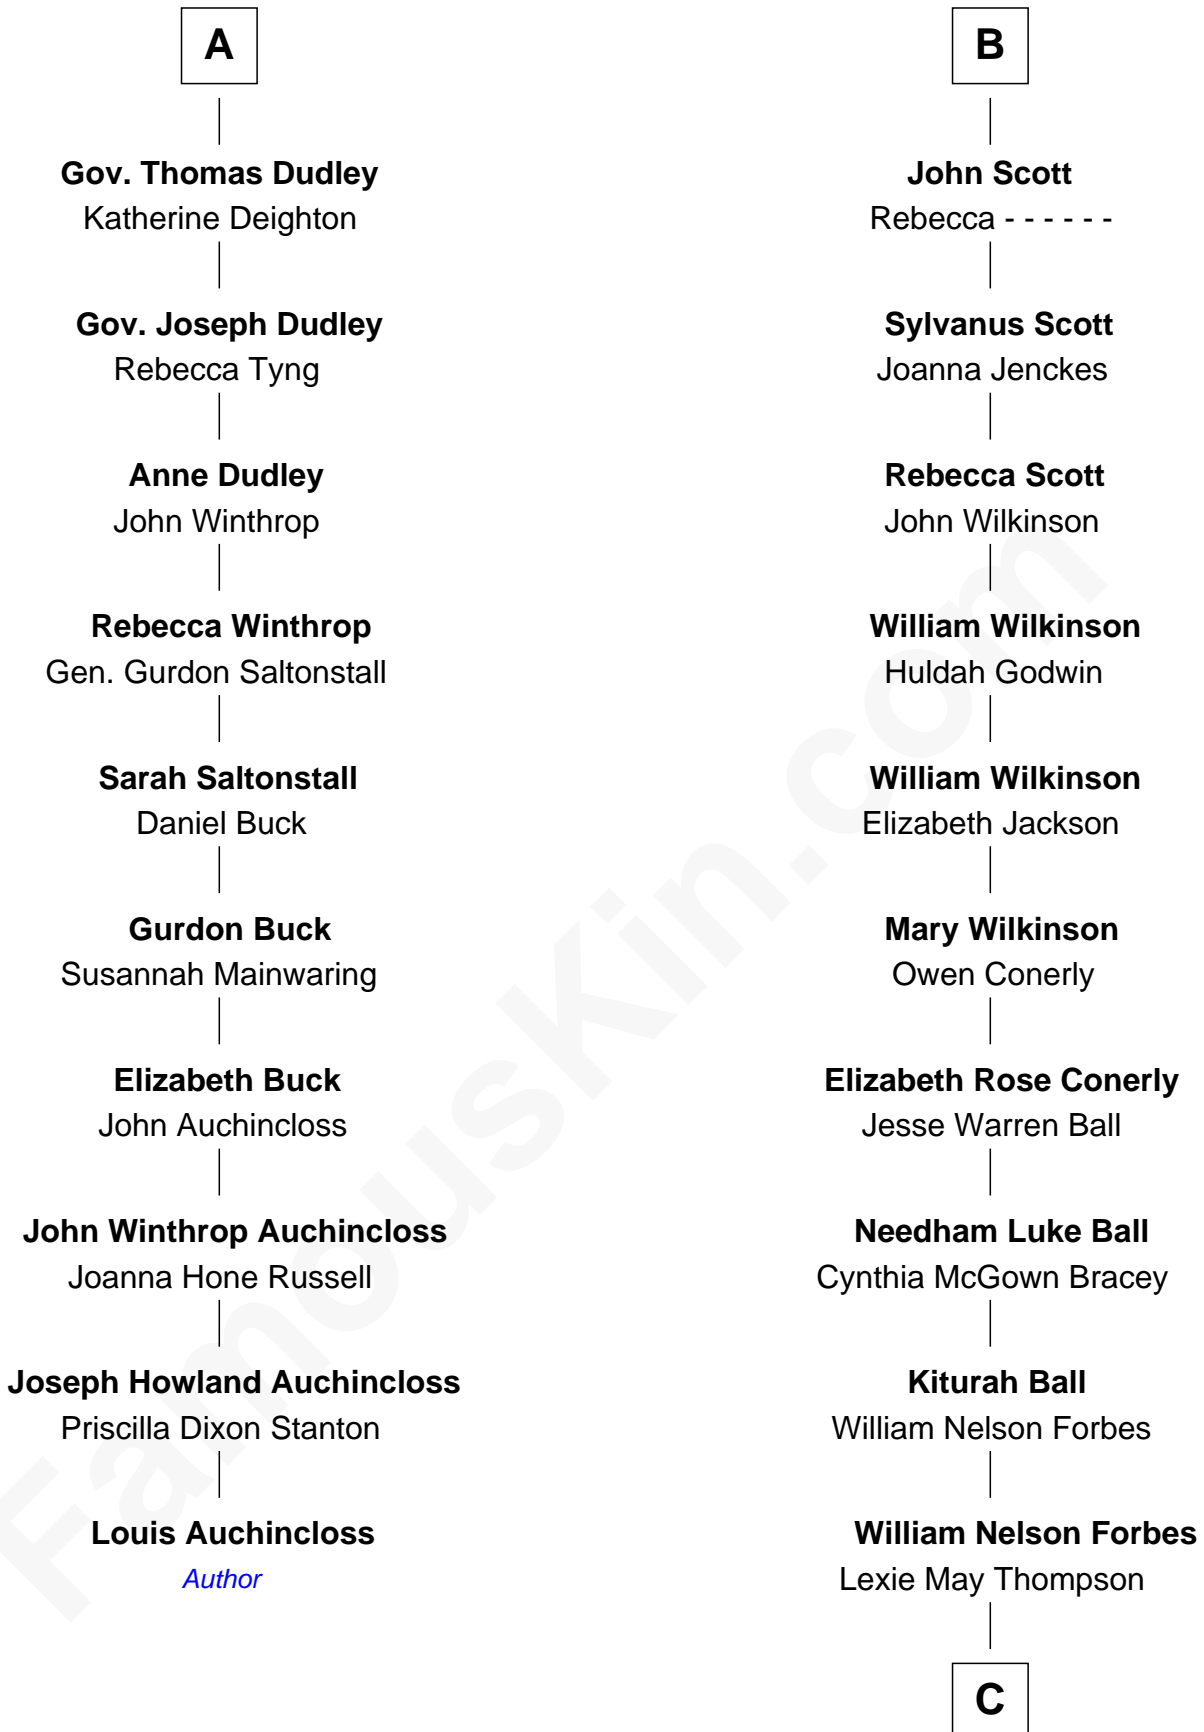 A
Gov. Thomas Dudley
Katherine Deighton
Gov. Joseph Dudley
Rebecca Tyng
Anne Dudley
John Winthrop
Rebecca Winthrop
Gen. Gurdon Saltonstall
Sarah Saltonstall
Daniel Buck
Gurdon Buck
Susannah Mainwaring
Elizabeth Buck
John Auchincloss
John Winthrop Auchincloss
Joanna Hone Russell
Joseph Howland Auchincloss
Priscilla Dixon Stanton
Louis Auchincloss
Author
B
John Scott
Rebecca - - - - - -
Sylvanus Scott
Joanna Jenckes
Rebecca Scott
John Wilkinson
William Wilkinson
Huldah Godwin
William Wilkinson
Elizabeth Jackson
Mary Wilkinson
Owen Conerly
Elizabeth Rose Conerly
Jesse Warren Ball
Needham Luke Ball
Cynthia McGown Bracey
Kiturah Ball
William Nelson Forbes
William Nelson Forbes
Lexie May Thompson
C
FamousKin.com